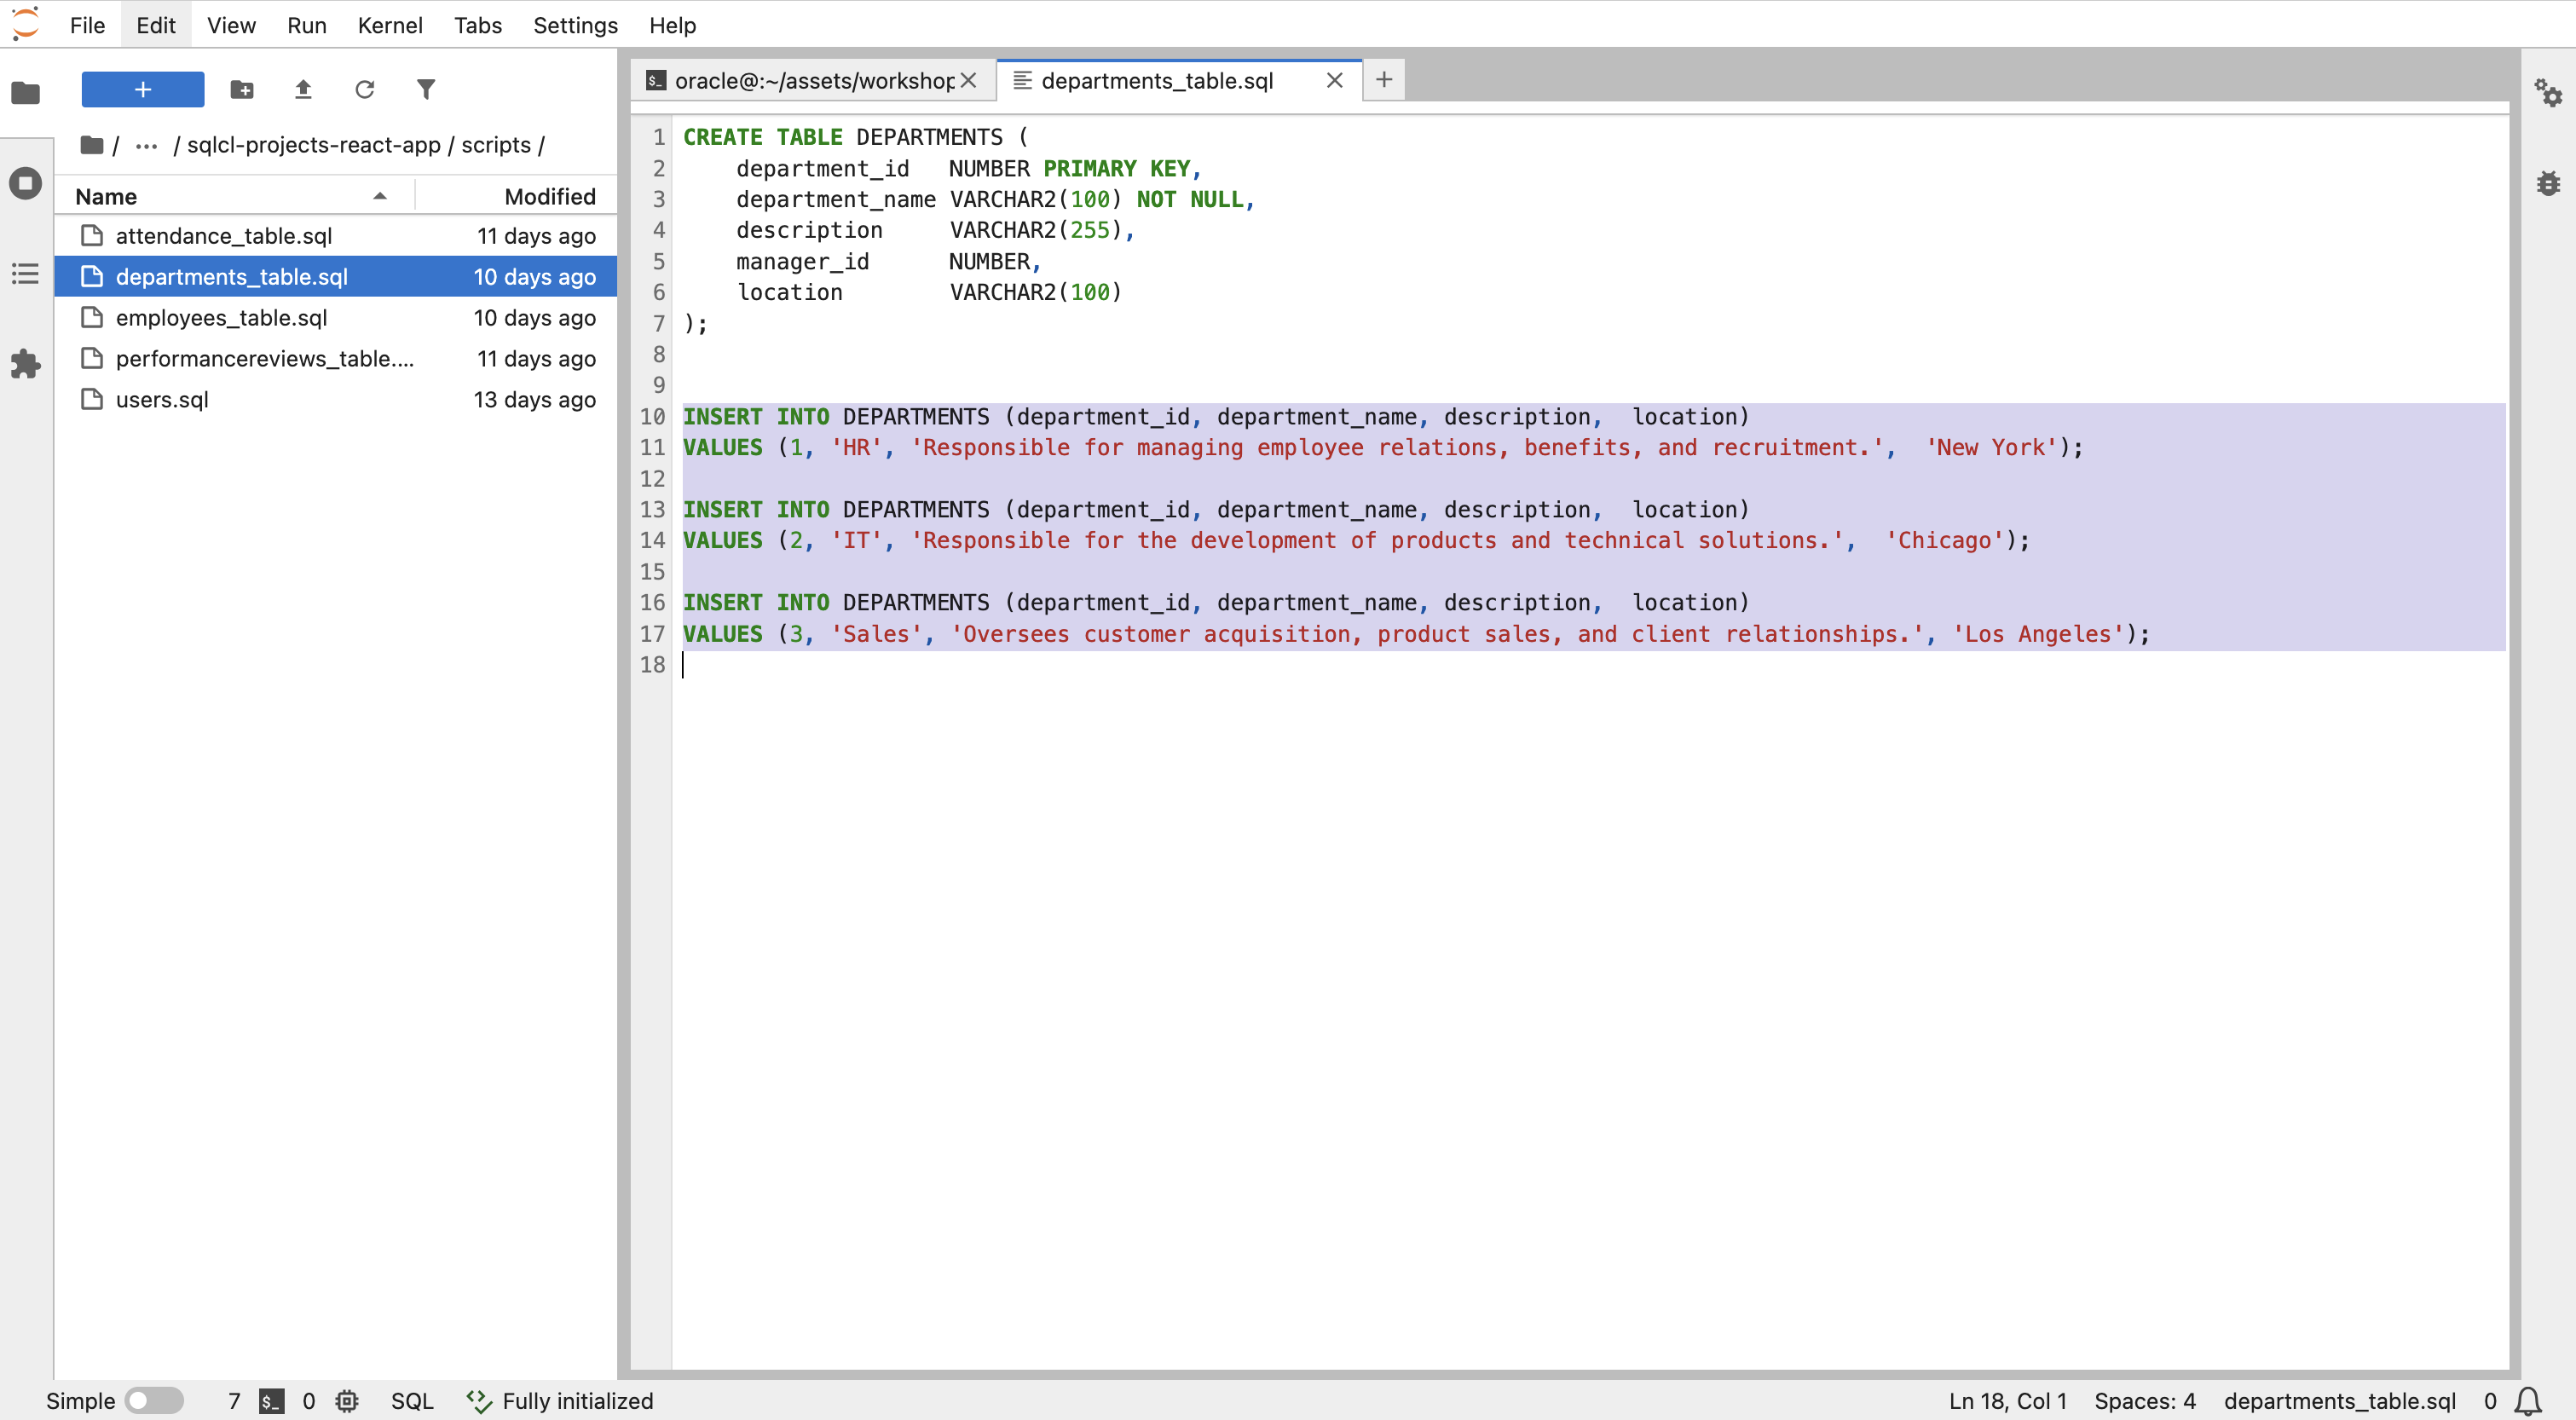 File Edit View Run Kernel Tabs Settings Help
+
/ ··· / sqlcl-projects-react-app / scripts /
Name Modified
attendance_table.sql 11 days ago
departments_table.sql 10 days ago
employees_table.sql 10 days ago
performancereviews_table.... 11 days ago
users.sql 13 days ago
$_ oracle@:~/assets/workshop departments_table.sql +
1 CREATE TABLE DEPARTMENTS (
2     department_id   NUMBER PRIMARY KEY,
3     department_name VARCHAR2(100) NOT NULL,
4     description     VARCHAR2(255),
5     manager_id      NUMBER,
6     location        VARCHAR2(100)
7 );
8
9
10 INSERT INTO DEPARTMENTS (department_id, department_name, description,  location)
11 VALUES (1, 'HR', 'Responsible for managing employee relations, benefits, and recruitment.',  'New York');
12
13 INSERT INTO DEPARTMENTS (department_id, department_name, description,  location)
14 VALUES (2, 'IT', 'Responsible for the development of products and technical solutions.',  'Chicago');
15
16 INSERT INTO DEPARTMENTS (department_id, department_name, description,  location)
17 VALUES (3, 'Sales', 'Oversees customer acquisition, product sales, and client relationships.', 'Los Angeles');
18
Simple 7 $_ 0 SQL Fully initialized Ln 18, Col 1 Spaces: 4 departments_table.sql 0